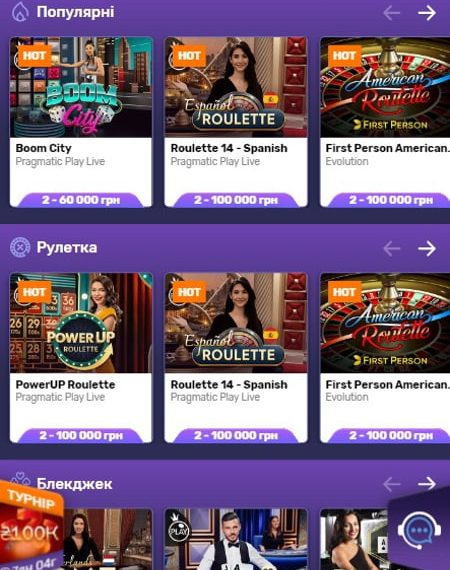 Популярні
HOT
BOOM
City
Boom City
Pragmatic Play Live
2 - 60 000 грн
HOT
Español
ROULETTE
Roulette 14 - Spanish
Pragmatic Play Live
2 - 100 000 грн
HOT
American
Roulette
FIRST PERSON
First Person American.
Evolution
2 - 100 000 грн
Рулетка
HOT
POWER UP
ROULETTE
PowerUP Roulette
Pragmatic Play Live
2 - 100 000 грн
HOT
Español
ROULETTE
Roulette 14 - Spanish
Pragmatic Play Live
2 - 100 000 грн
HOT
American
Roulette
FIRST PERSON
First Person American.
Evolution
2 - 100 000 грн
Блекджек
ТУРНІР
₴100K
04г
PLAY